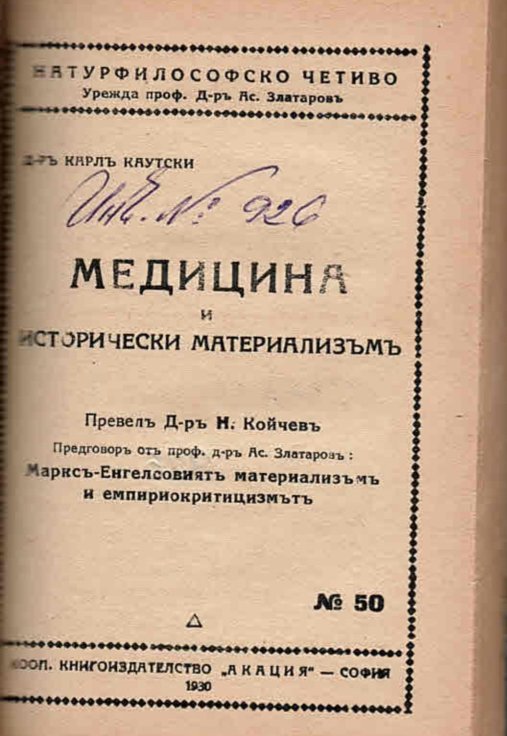 НАТУРФИЛОСОФСКО ЧЕТИВО
Урежда проф. Д-ръ Ас. Златаровъ
Д-РЪ КАРЛЪ КАУТСКИ
Инв. № 926
МЕДИЦИНА
И
ИСТОРИЧЕСКИ МАТЕРИАЛИЗЪМЪ
Превелъ Д-ръ Н. Койчевъ
Предговоръ отъ проф. д-ръ Ас. Златаровъ:
Марксъ-Енгелсовиятъ материализъмъ
и емпириокритицизмътъ
№ 50
КООП. КНИГОИЗДАТЕЛСТВО „АКАЦИЯ“ — СОФИЯ
1930